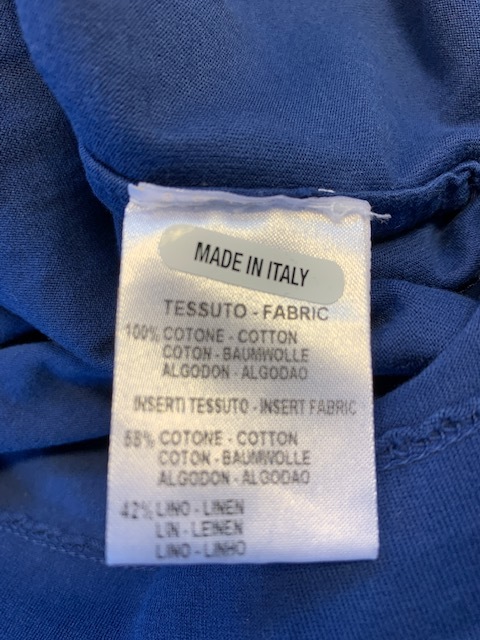 MADE IN ITALY
TESSUTO - FABRIC
100% COTONE - COTTON
COTON - BAUMWOLLE
ALGODON - ALGODAO
INSERTI TESSUTO - INSERT FABRIC
58% COTONE - COTTON
COTON - BAUMWOLLE
ALGODON - ALGODAO
42% LINO - LINEN
LIN - LEINEN
LINO - LINHO